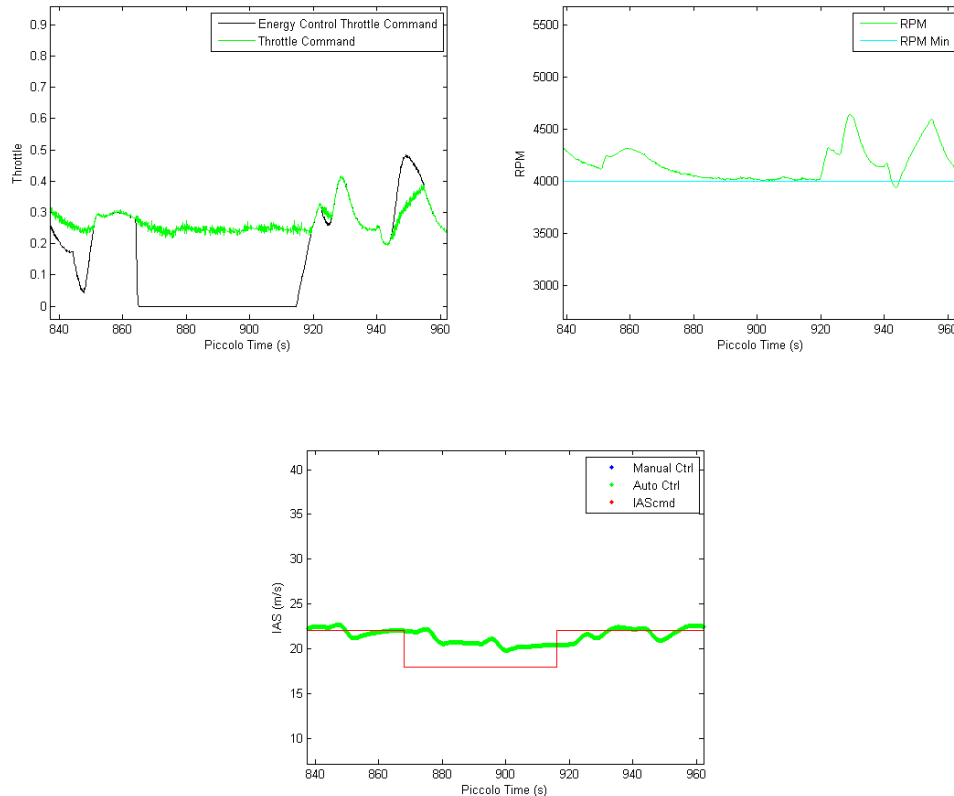 0.9
0.8
0.7
0.6
0.5
0.4
0.3
0.2
0.1
0
Throttle
Energy Control Throttle Command
Throttle Command
840 860 880 900 920 940 960
Piccolo Time (s)
5500
5000
4500
4000
3500
3000
RPM
RPM
RPM Min
840 860 880 900 920 940 960
Piccolo Time (s)
40
35
30
25
20
15
10
IAS (m/s)
Manual Ctrl
Auto Ctrl
IAScmd
840 860 880 900 920 940 960
Piccolo Time (s)